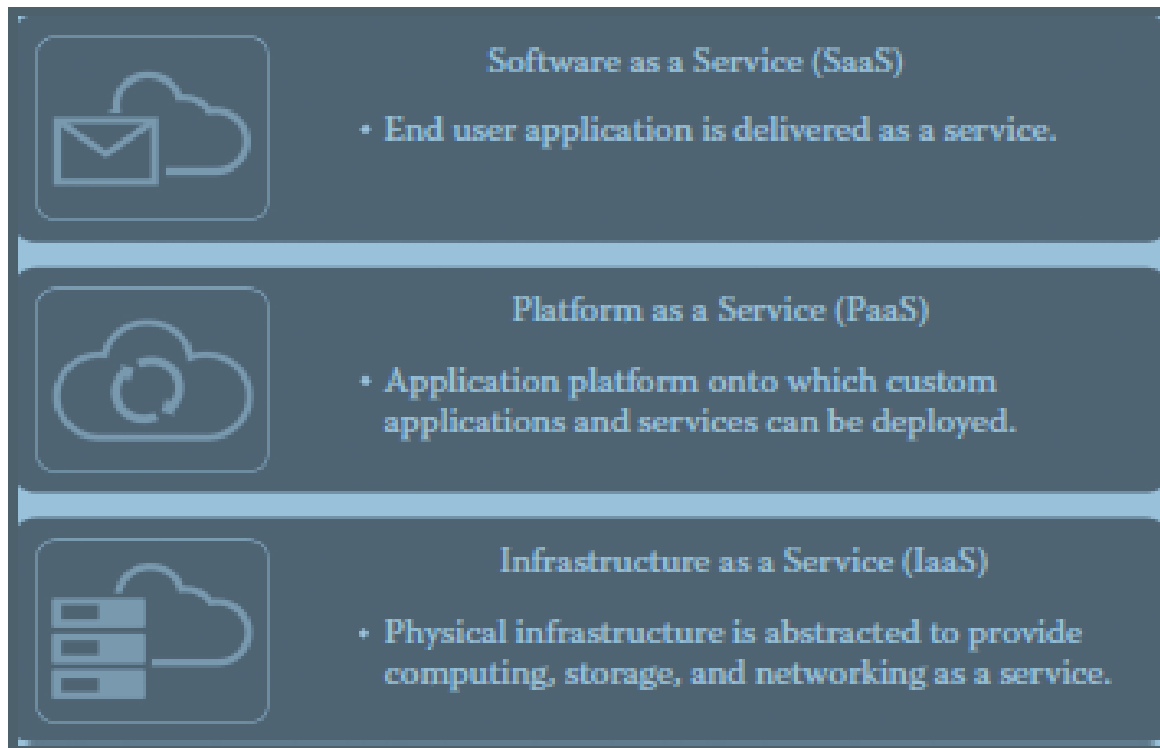 Software as a Service (SaaS)
• End user application is delivered as a service.
Platform as a Service (PaaS)
• Application platform onto which custom
applications and services can be deployed.
Infrastructure as a Service (IaaS)
• Physical infrastructure is abstracted to provide
computing, storage, and networking as a service.